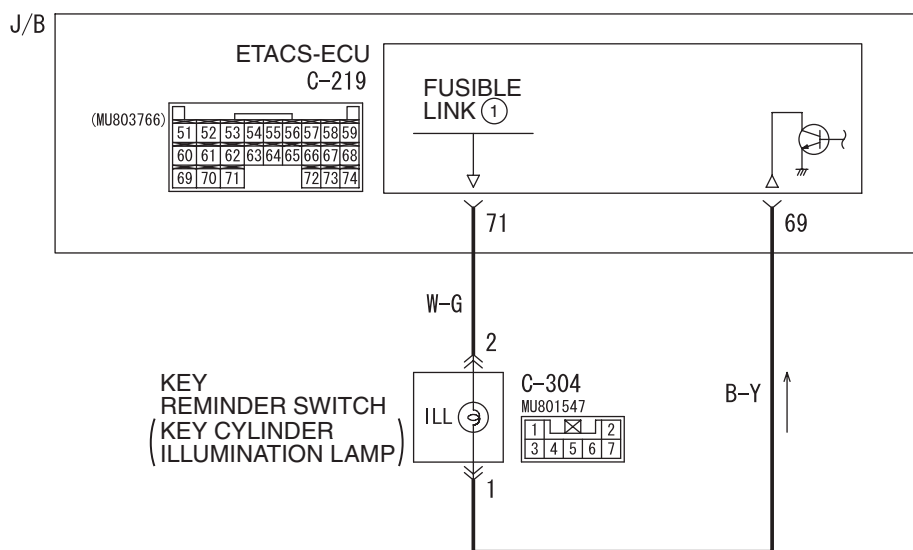 J/B
ETACS-ECU
C-219
(MU803766)
51 52 53 54 55 56 57 58 59
60 61 62 63 64 65 66 67 68
69 70 71 72 73 74
FUSIBLE
LINK 1
71
69
W-G
2
KEY
REMINDER SWITCH
(KEY CYLINDER
ILLUMINATION LAMP)
ILL
C-304
MU801547
1 2
3 4 5 6 7
B-Y
1